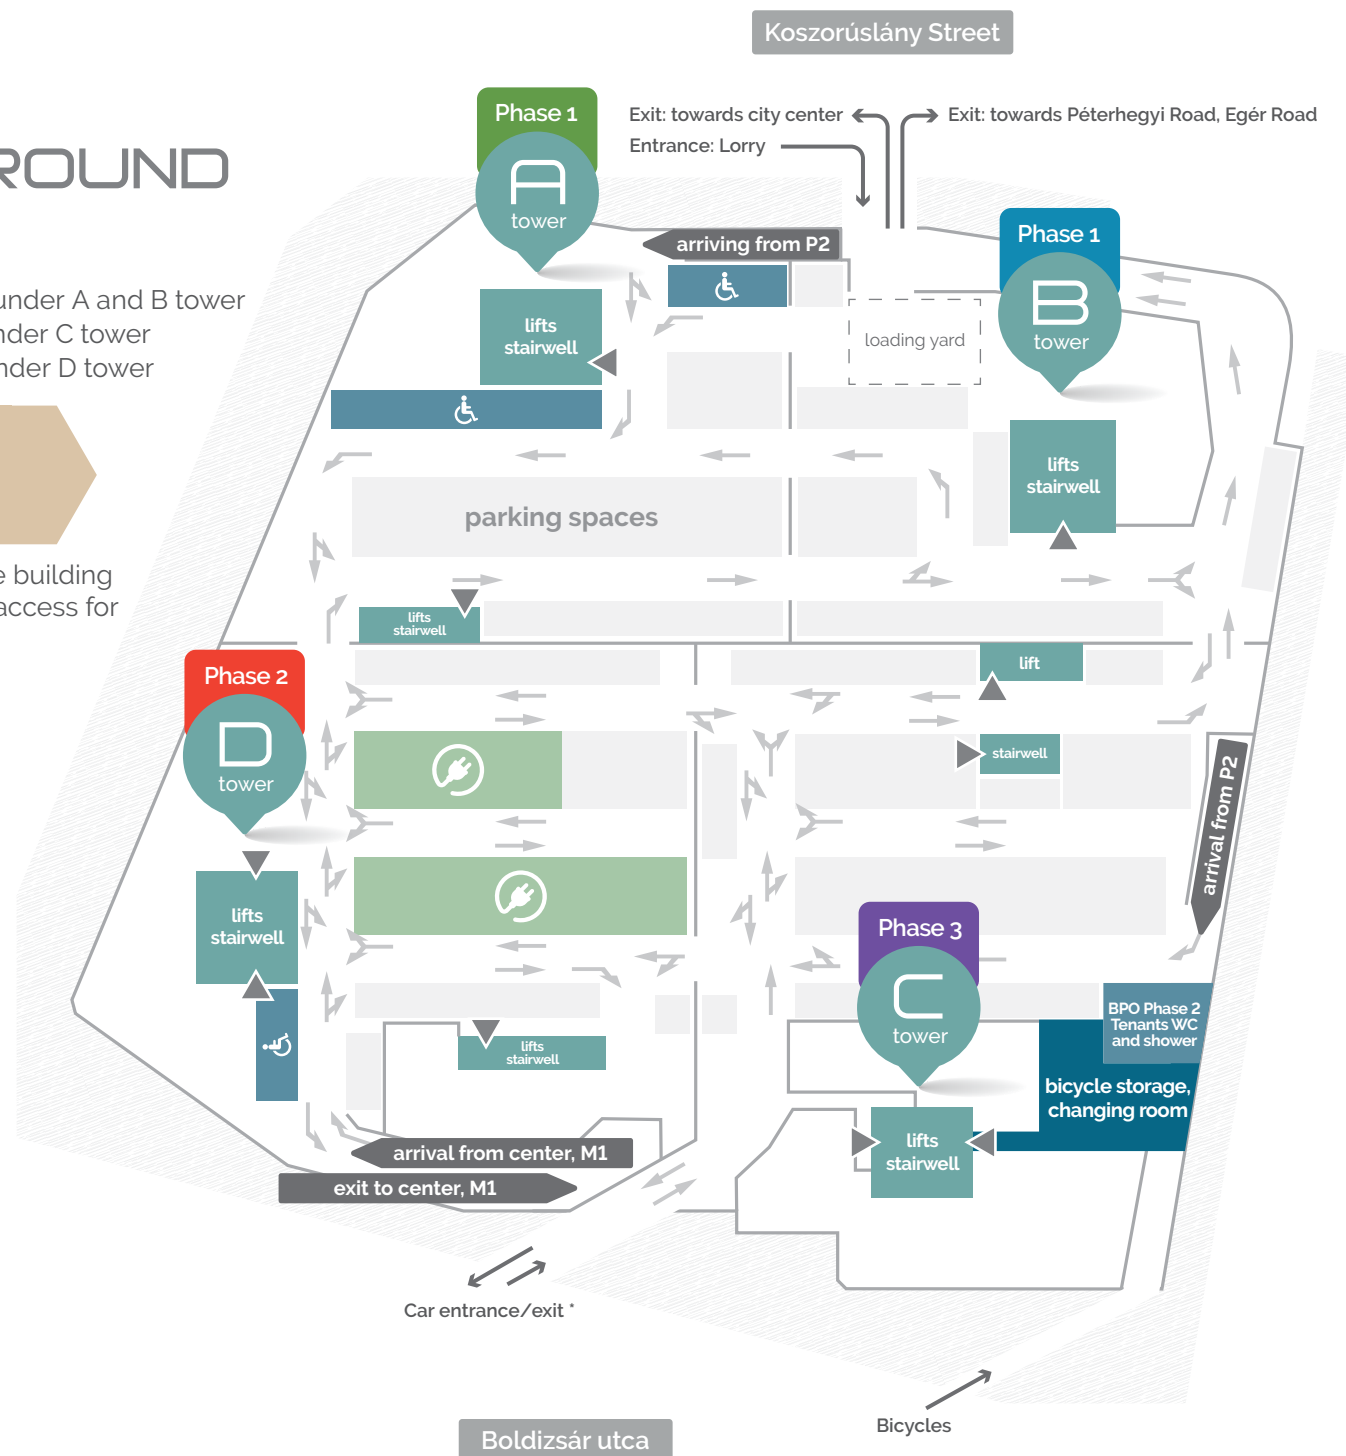 Koszorúslány Street
Phase 1
A
tower
Exit: towards city center
Exit: towards Péterhegyi Road, Egér Road
Entrance: Lorry
ROUND
Phase 1
B
tower
arriving from P2
under A and B tower
nder C tower
nder D tower
lifts
stairwell
loading yard
lifts
stairwell
parking spaces
e building
access for
lifts
stairwell
lift
Phase 2
D
tower
stairwell
arrival from P2
lifts
stairwell
Phase 3
C
tower
BPO Phase 2
Tenants WC
and shower
lifts
stairwell
bicycle storage,
changing room
lifts
stairwell
arrival from center, M1
exit to center, M1
Car entrance/exit *
Bicycles
Boldizsár utca